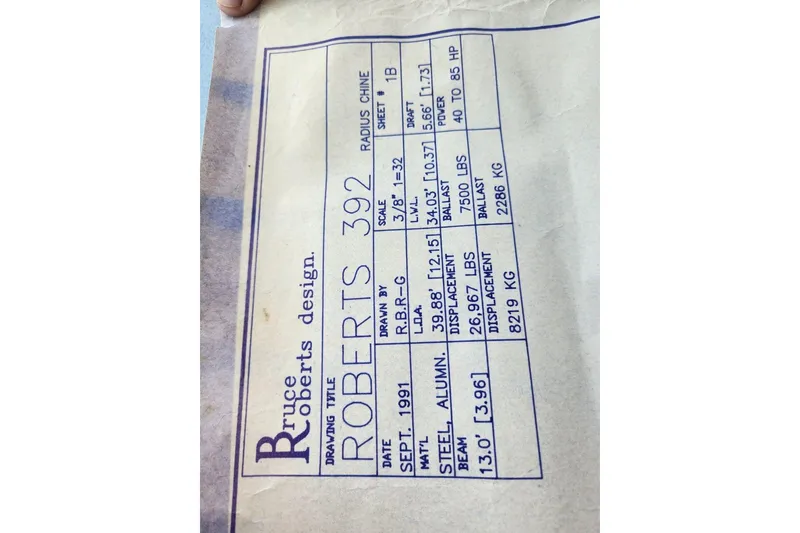 Bruce
Roberts design.
DRAWING TITLE
ROBERTS 392 RADIUS CHINE
DATE DRAWN BY SCALE SHEET #
SEPT. 1991 R.B.R-G 3/8" 1=32 1B
MAT'L L.O.A. L.W.L. DRAFT
STEEL, ALUMN. 39.88' [12.15] 34.03' [10.37] 5.66' [1.73]
BEAM DISPLACEMENT BALLAST POWER
13.0' [3.96] 26,967 LBS 7500 LBS 40 TO 85 HP
DISPLACEMENT BALLAST
8219 KG 2286 KG